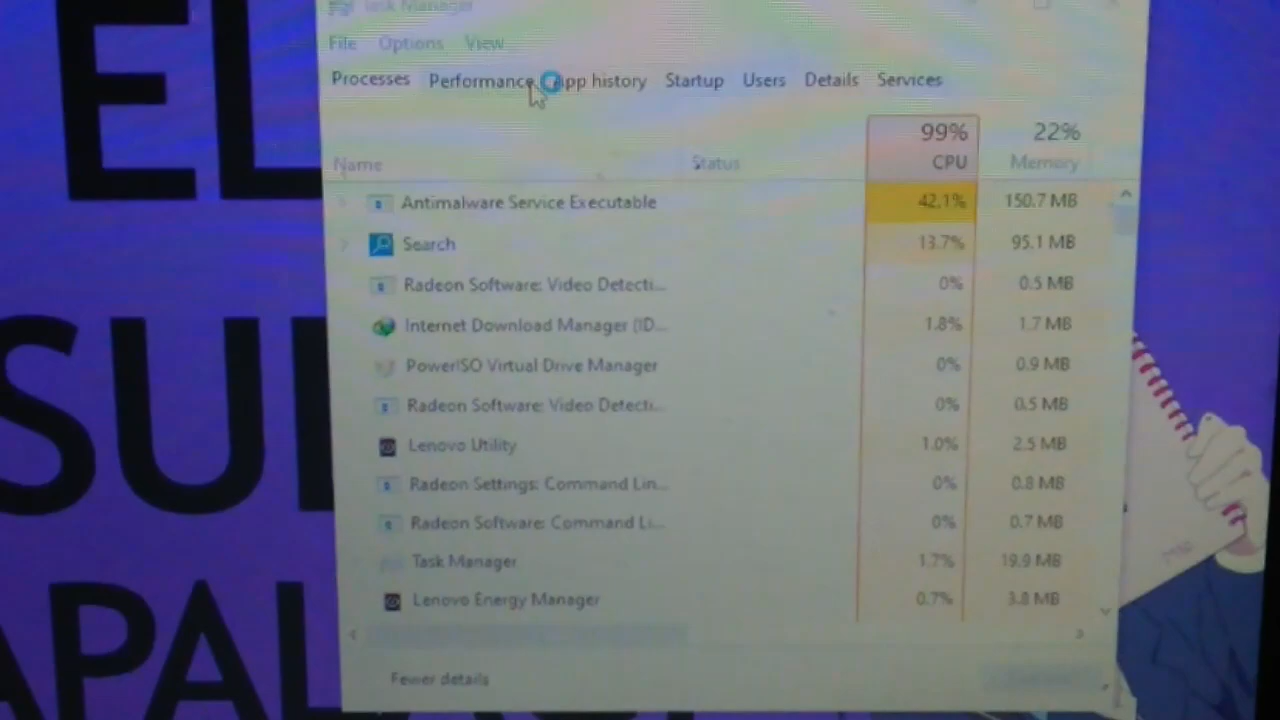 Task Manager
File Options View
Processes Performance App history Startup Users Details Services
99% 22%
Name Status CPU Memory
Antimalware Service Executable 42.1% 150.7 MB
Search 13.7% 95.1 MB
Radeon Software: Video Detecti... 0% 0.5 MB
Internet Download Manager (ID... 1.8% 1.7 MB
PowerISO Virtual Drive Manager 0% 0.9 MB
Radeon Software: Video Detecti... 0% 0.5 MB
Lenovo Utility 1.0% 2.5 MB
Radeon Settings: Command Lin... 0% 0.8 MB
Radeon Software: Command Li... 0% 0.7 MB
Task Manager 1.7% 19.9 MB
Lenovo Energy Manager 0.7% 3.8 MB
Fewer details
EL
SU
APAL